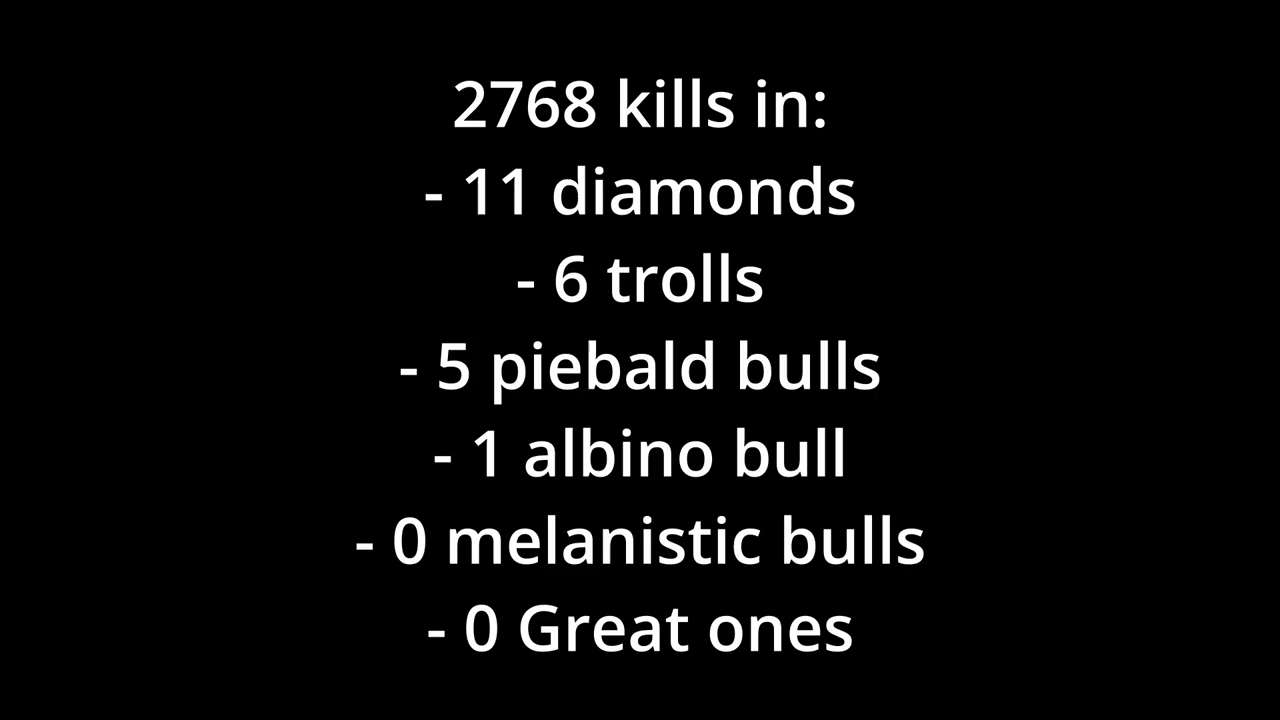 2768 kills in:
- 11 diamonds
- 6 trolls
- 5 piebald bulls
- 1 albino bull
- 0 melanistic bulls
- 0 Great ones